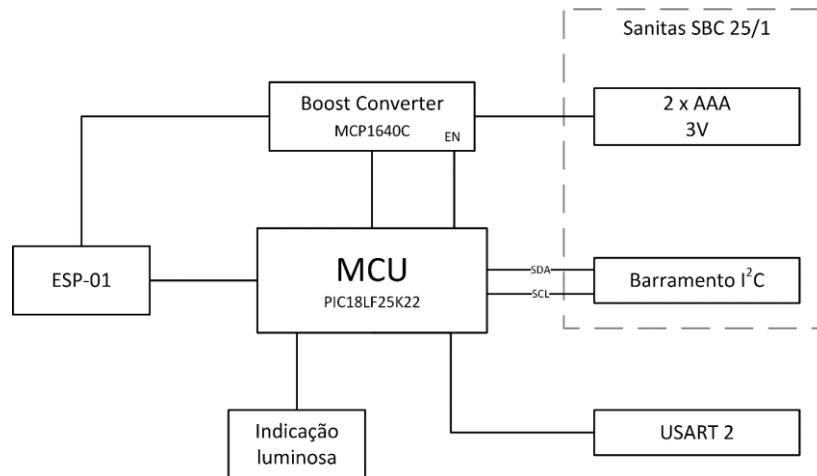 Sanitas SBC 25/1
Boost Converter
MCP1640C
EN
2 x AAA
3V
ESP-01
MCU
PIC18LF25K22
SDA
SCL
Barramento I²C
Indicação
luminosa
USART 2